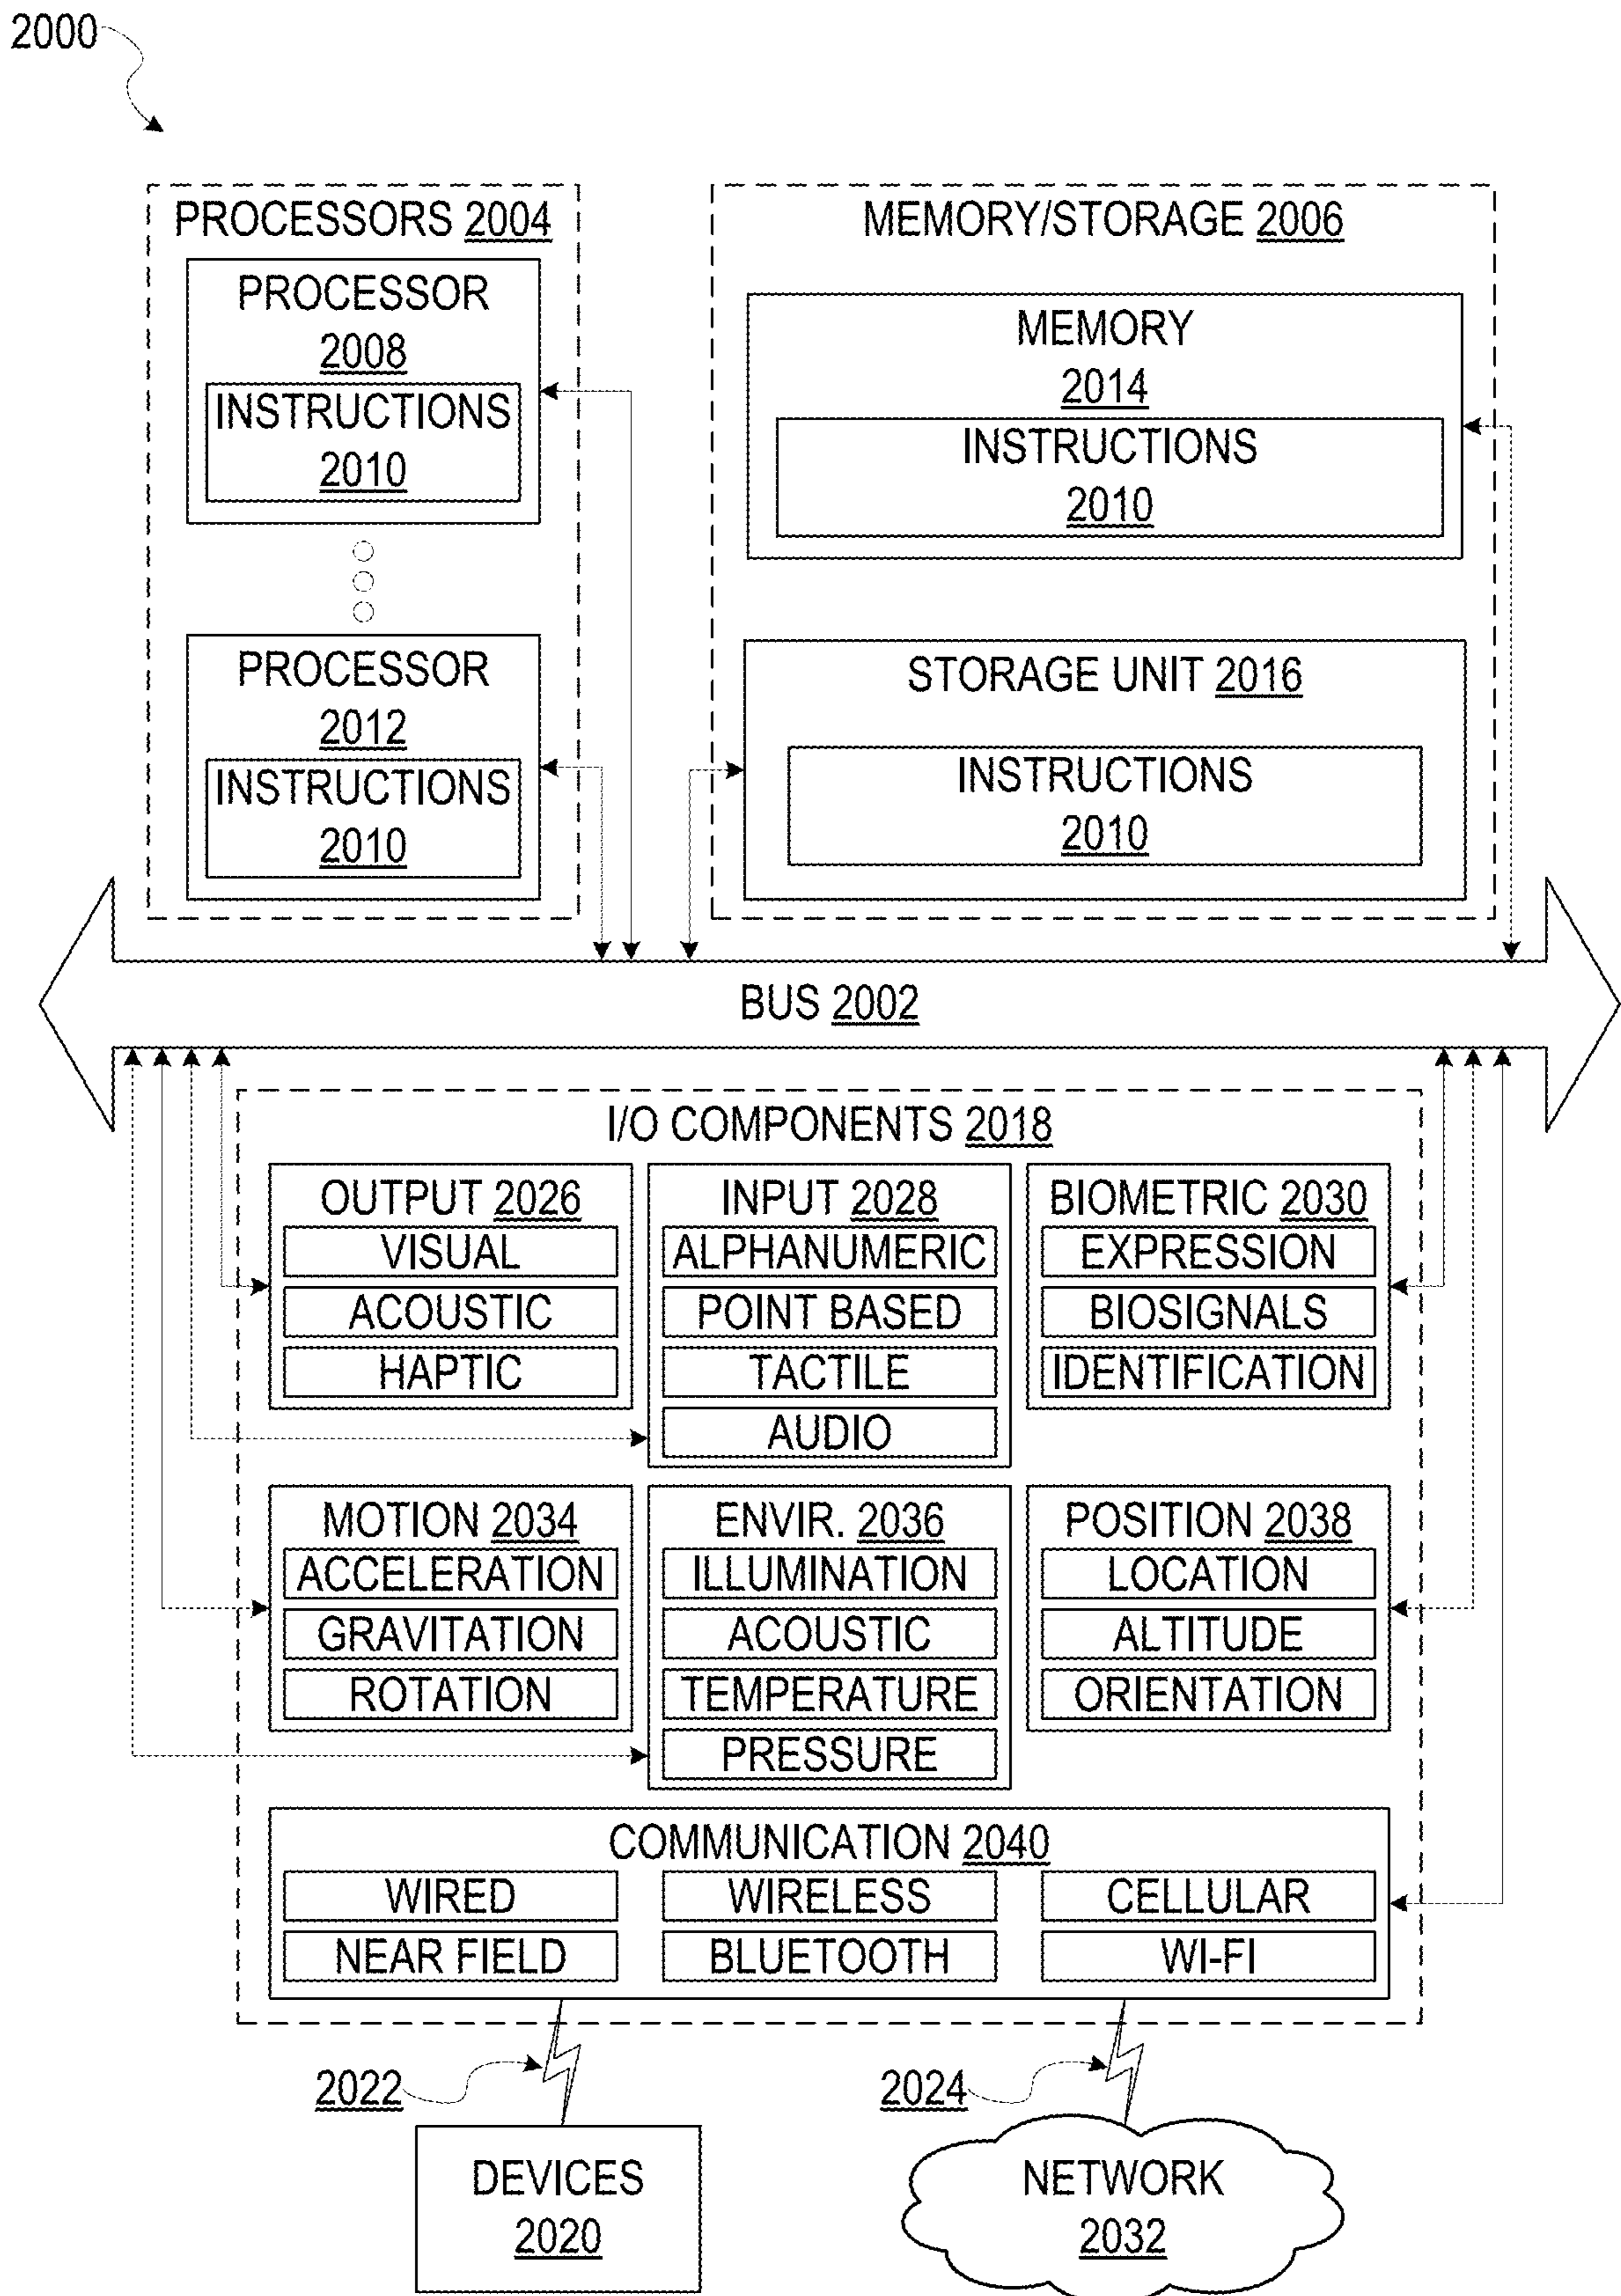 2000
PROCESSORS 2004
PROCESSOR
2008
INSTRUCTIONS
2010
PROCESSOR
2012
INSTRUCTIONS
2010
MEMORY/STORAGE 2006
MEMORY
2014
INSTRUCTIONS
2010
STORAGE UNIT 2016
INSTRUCTIONS
2010
BUS 2002
I/O COMPONENTS 2018
OUTPUT 2026
VISUAL
ACOUSTIC
HAPTIC
INPUT 2028
ALPHANUMERIC
POINT BASED
TACTILE
AUDIO
BIOMETRIC 2030
EXPRESSION
BIOSIGNALS
IDENTIFICATION
MOTION 2034
ACCELERATION
GRAVITATION
ROTATION
ENVIR. 2036
ILLUMINATION
ACOUSTIC
TEMPERATURE
PRESSURE
POSITION 2038
LOCATION
ALTITUDE
ORIENTATION
COMMUNICATION 2040
WIRED
WIRELESS
CELLULAR
NEAR FIELD
BLUETOOTH
WI-FI
2022
2024
DEVICES
2020
NETWORK
2032